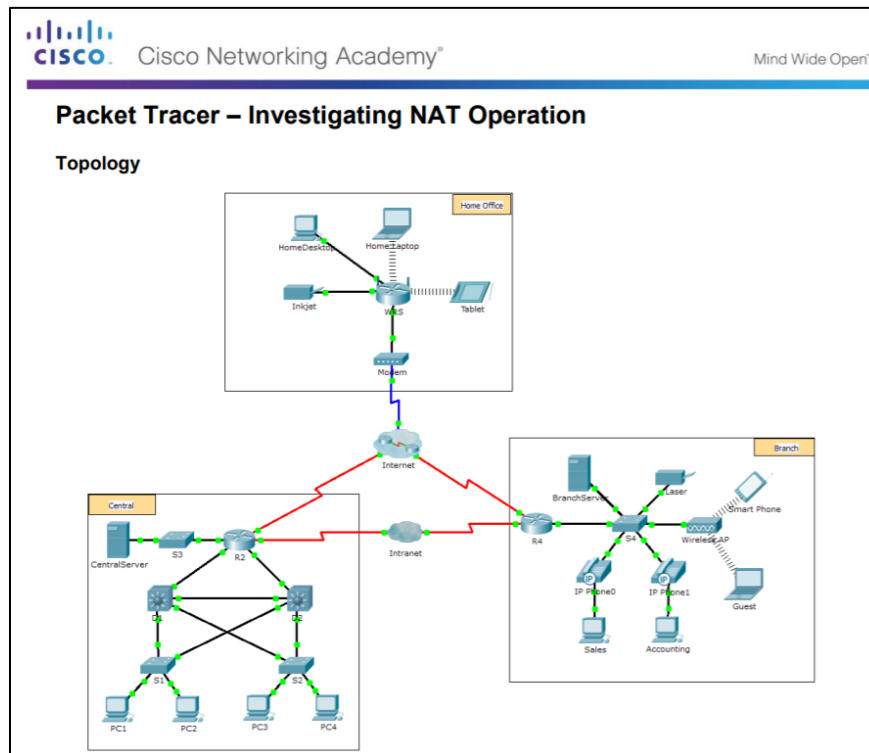 CISCO. Cisco Networking Academy® Mind Wide Open
Packet Tracer – Investigating NAT Operation
Topology
Home Office
HomeDesktop
Home Laptop
Inkjet
WRS
Tablet
Modem
Internet
Branch
BranchServer
Laser
Smart Phone
Central
CentralServer
S3
R2
Intranet
R4
S4
Wireless AP
IP
IP Phone0
IP
IP Phone1
Guest
D1
D2
Sales
Accounting
S1
S2
PC1
PC2
PC3
PC4